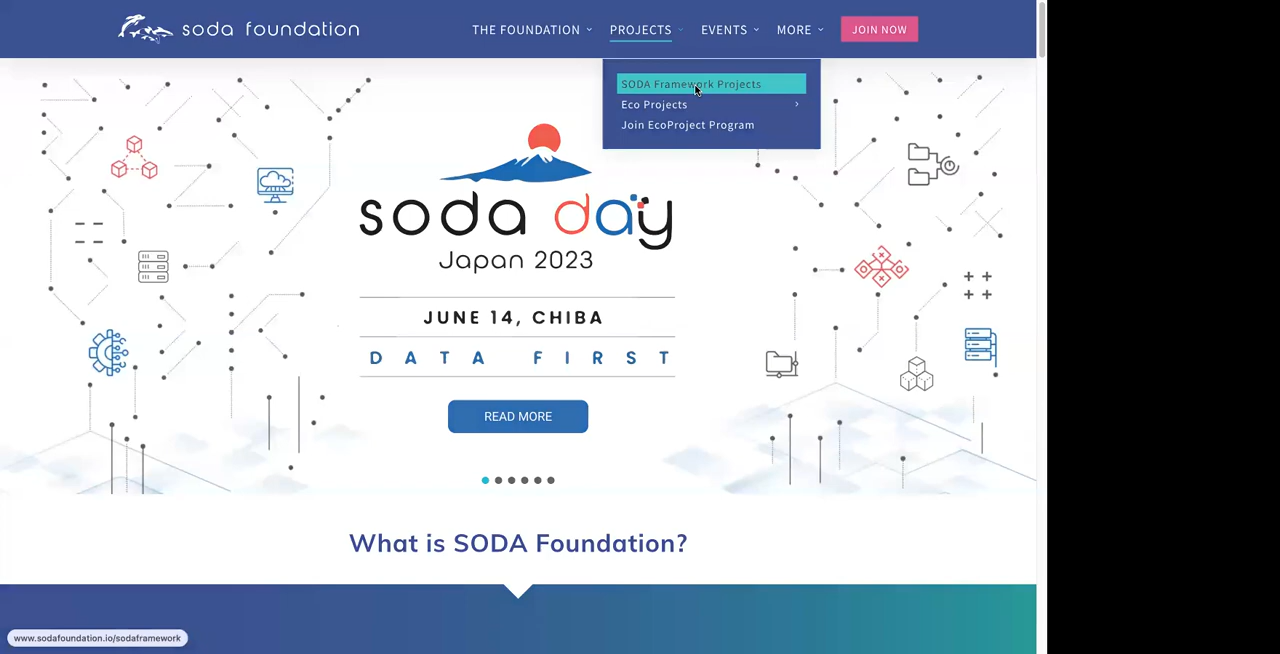 soda foundation
THE FOUNDATION
PROJECTS
EVENTS
MORE
JOIN NOW
SODA Framework Projects
Eco Projects
Join EcoProject Program
soda day
Japan 2023
JUNE 14, CHIBA
DATA FIRST
READ MORE
What is SODA Foundation?
www.sodafoundation.io/sodaframework